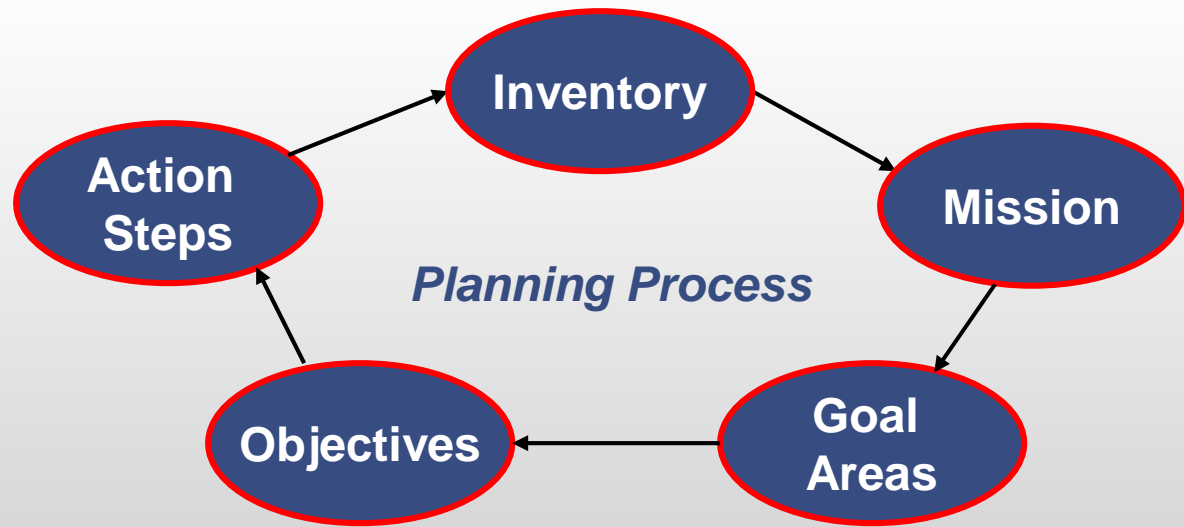 Inventory
Mission
Goal
Areas
Objectives
Action
Steps
Planning Process